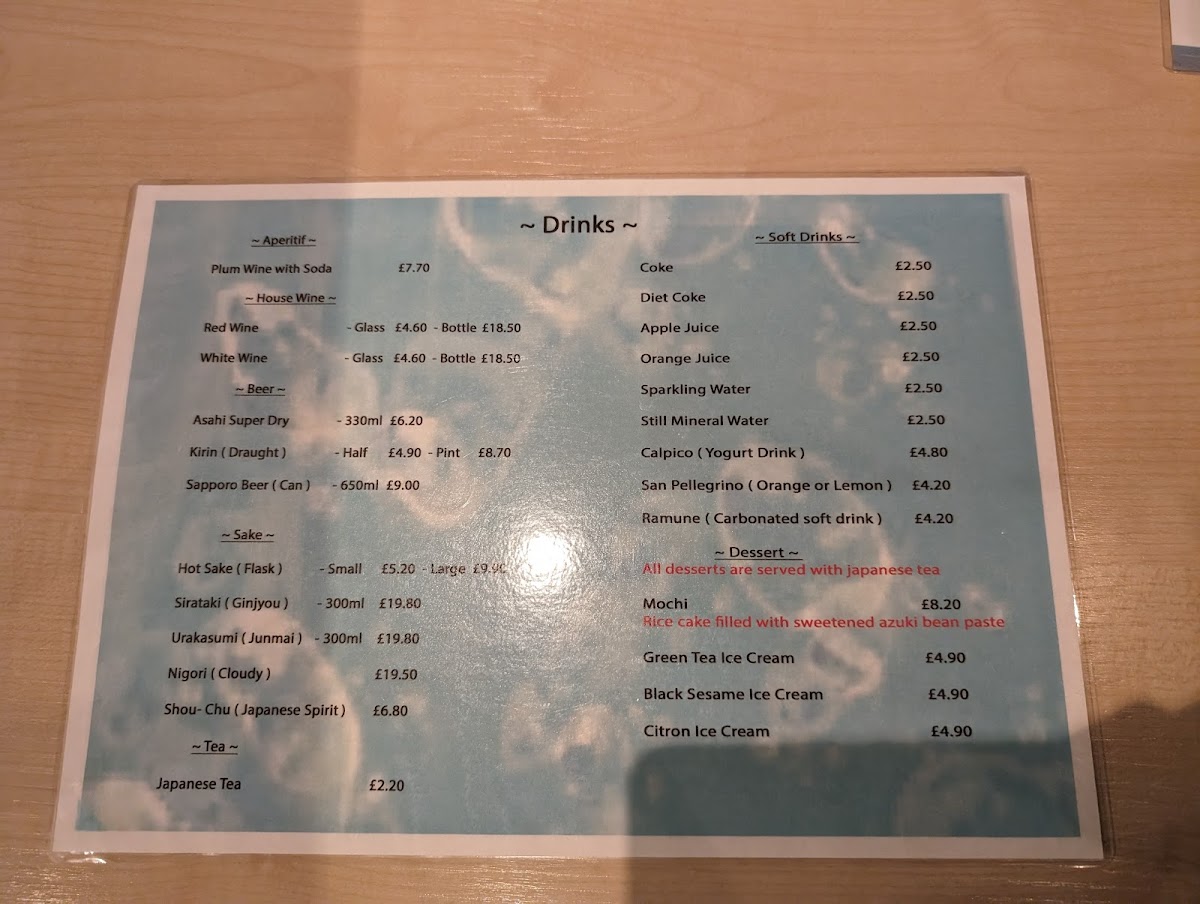 ~ Drinks ~
~ Aperitif ~
Plum Wine with Soda £7.70
~ House Wine ~
Red Wine - Glass £4.60 - Bottle £18.50
White Wine - Glass £4.60 - Bottle £18.50
~ Beer ~
Asahi Super Dry - 330ml £6.20
Kirin ( Draught ) - Half £4.90 - Pint £8.70
Sapporo Beer ( Can ) - 650ml £9.00
~ Sake ~
Hot Sake ( Flask ) - Small £5.20 - Large £9.90
Sirataki ( Ginjyou ) - 300ml £19.80
Urakasumi ( Junmai ) - 300ml £19.80
Nigori ( Cloudy ) £19.50
Shou- Chu ( Japanese Spirit ) £6.80
~ Tea ~
Japanese Tea £2.20
~ Soft Drinks ~
Coke £2.50
Diet Coke £2.50
Apple Juice £2.50
Orange Juice £2.50
Sparkling Water £2.50
Still Mineral Water £2.50
Calpico ( Yogurt Drink ) £4.80
San Pellegrino ( Orange or Lemon ) £4.20
Ramune ( Carbonated soft drink ) £4.20
~ Dessert ~
All desserts are served with japanese tea
Mochi £8.20
Rice cake filled with sweetened azuki bean paste
Green Tea Ice Cream £4.90
Black Sesame Ice Cream £4.90
Citron Ice Cream £4.90